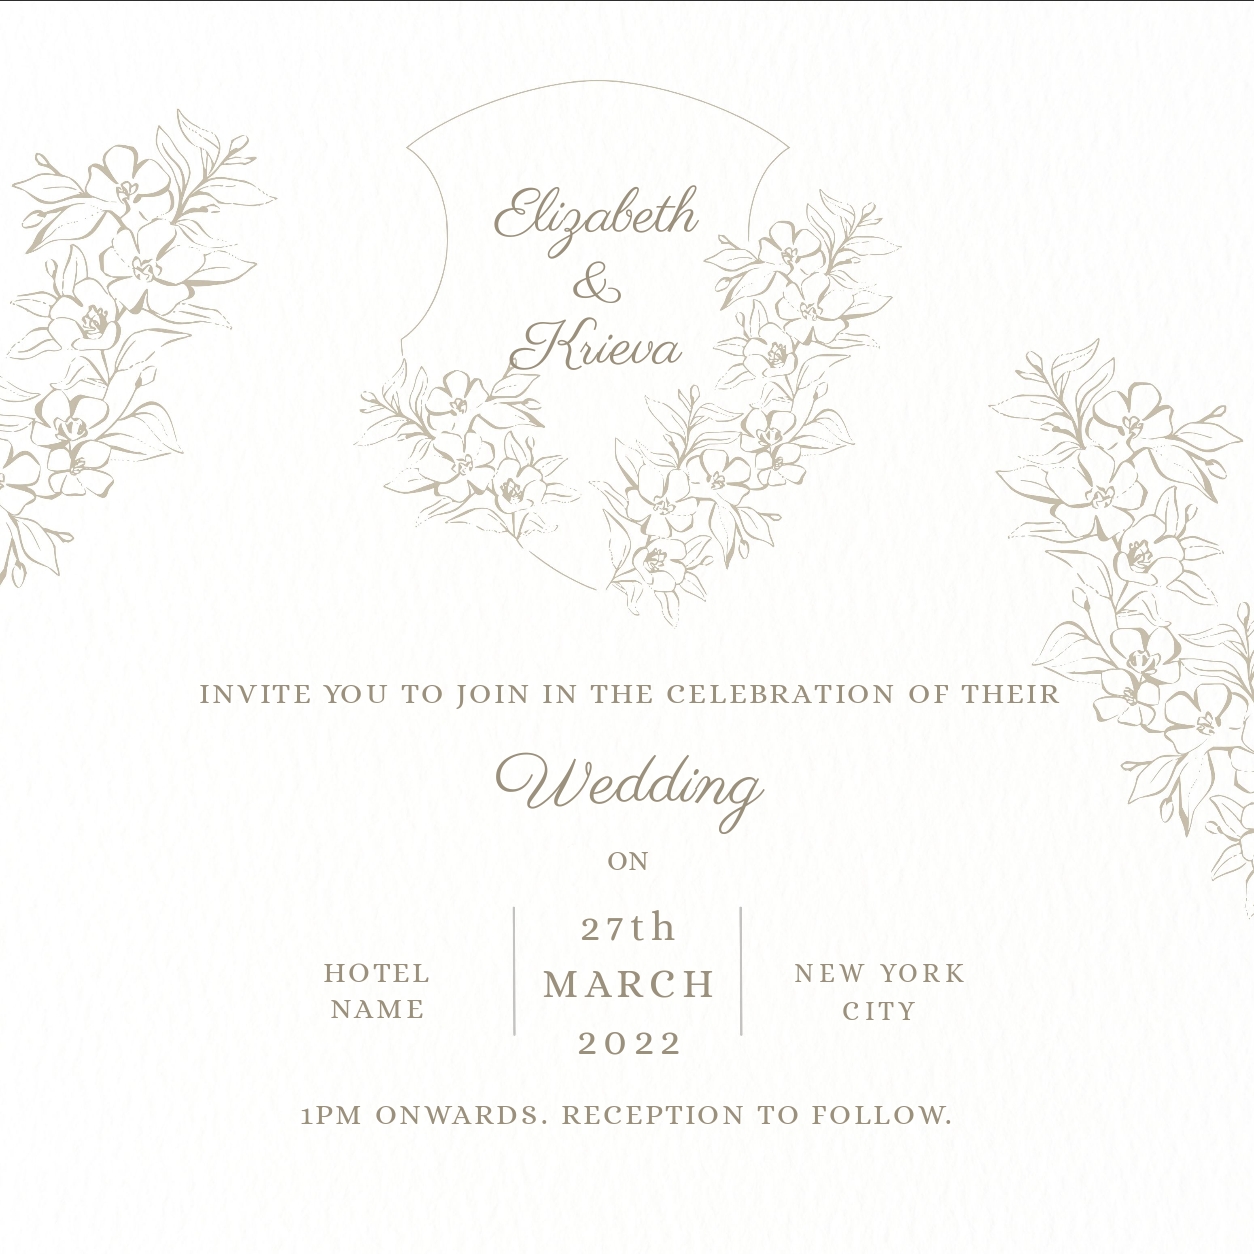 Elizabeth
&
Krieva
INVITE YOU TO JOIN IN THE CELEBRATION OF THEIR
Wedding
ON
27th
MARCH
2022
HOTEL
NAME
NEW YORK
CITY
1PM ONWARDS. RECEPTION TO FOLLOW.